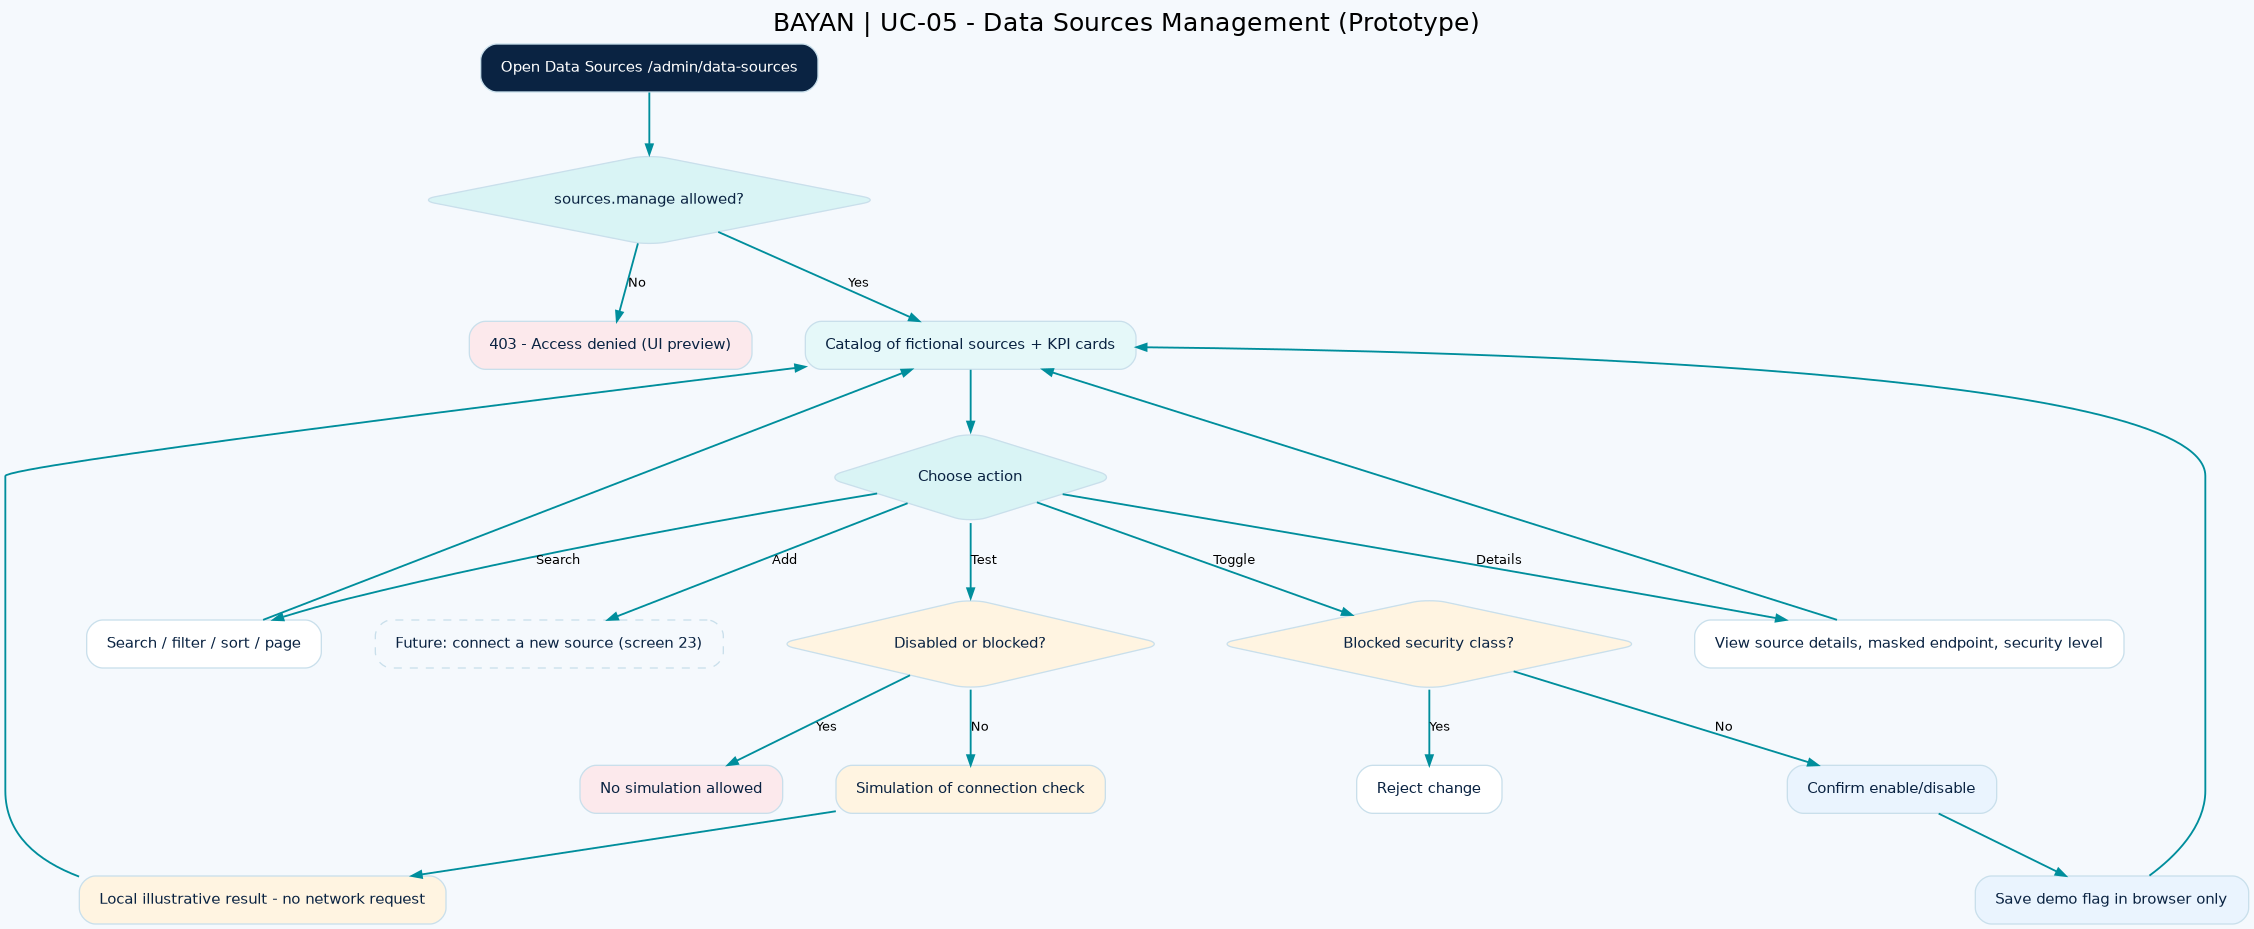 BAYAN | UC-05 - Data Sources Management (Prototype)
Open Data Sources /admin/data-sources
sources.manage allowed?
No
Yes
403 - Access denied (UI preview)
Catalog of fictional sources + KPI cards
Choose action
Search
Add
Test
Toggle
Details
Search / filter / sort / page
Future: connect a new source (screen 23)
Disabled or blocked?
Blocked security class?
View source details, masked endpoint, security level
Yes
No
Yes
No
No simulation allowed
Simulation of connection check
Reject change
Confirm enable/disable
Local illustrative result - no network request
Save demo flag in browser only